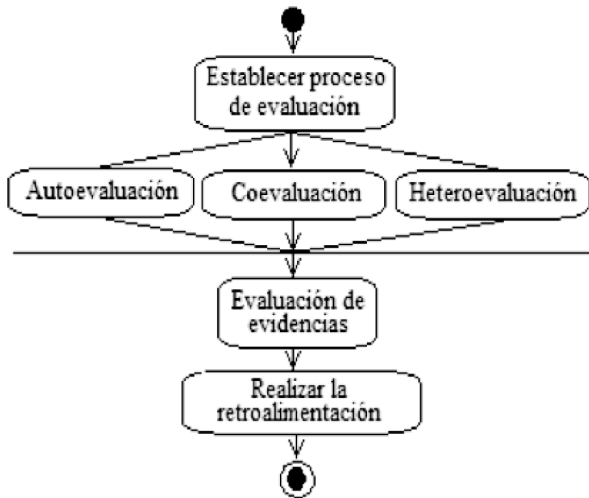 Establecer proceso
de evaluación
Autoevaluación
Coevaluación
Heteroevaluación
Evaluación de
evidencias
Realizar la
retroalimentación